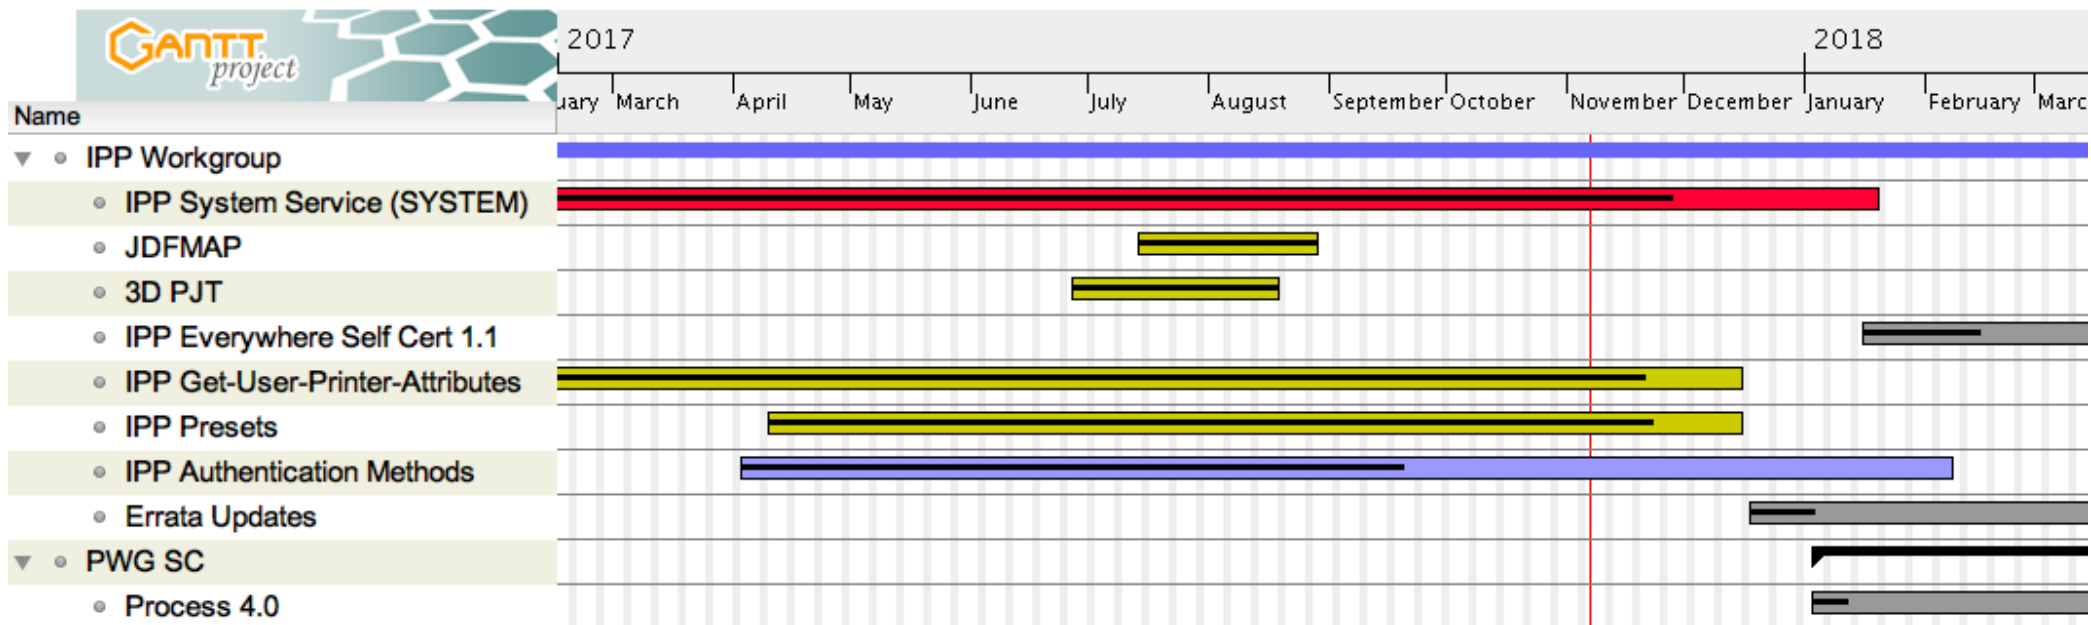 GANTT
project
2017 2018
uary March April May June July August September October November December January February Marc
Name
IPP Workgroup
IPP System Service (SYSTEM)
JDFMAP
3D PJT
IPP Everywhere Self Cert 1.1
IPP Get-User-Printer-Attributes
IPP Presets
IPP Authentication Methods
Errata Updates
PWG SC
Process 4.0